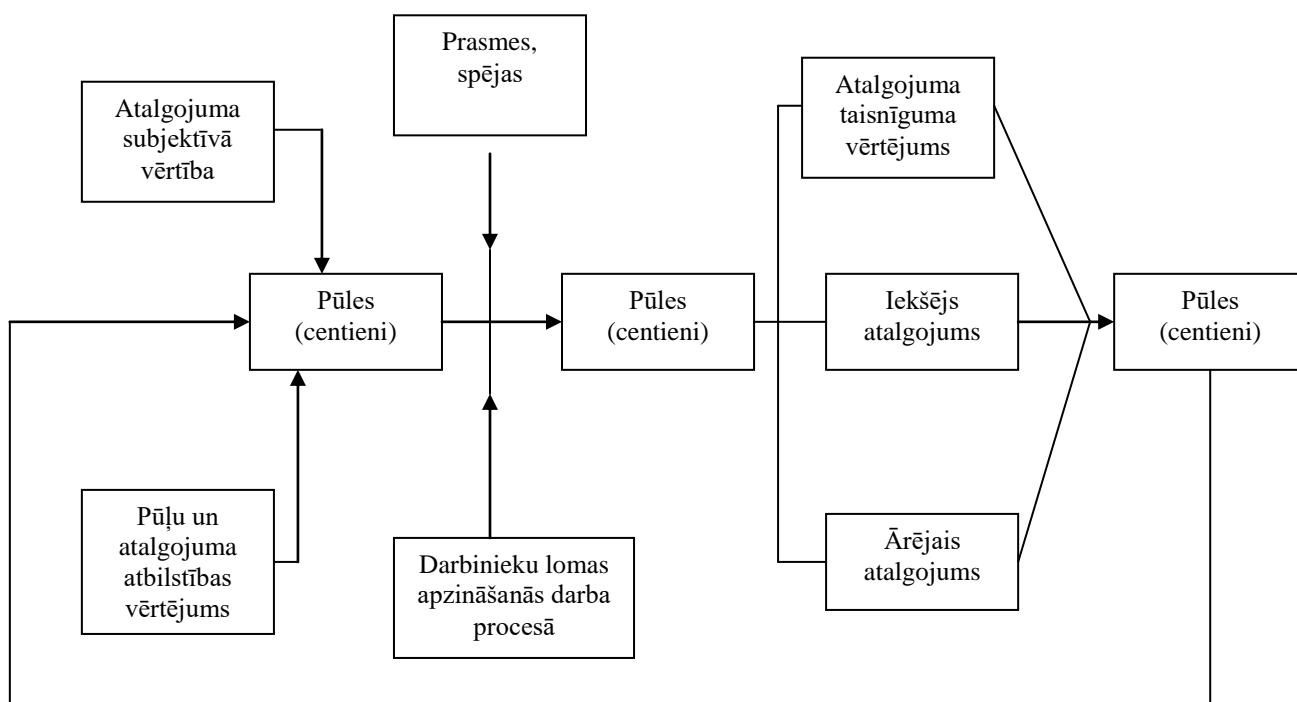 Prasmes,
spējas
Atalgojuma
subjektīvā
vērtība
Atalgojuma
taisnīguma
vērtējums
Pūles
(centieni)
Pūles
(centieni)
Iekšējs
atalgojums
Pūles
(centieni)
Pūļu un
atalgojuma
atbilstības
vērtējums
Darbinieku lomas
apzināšanās darba
procesā
Ārējais
atalgojums